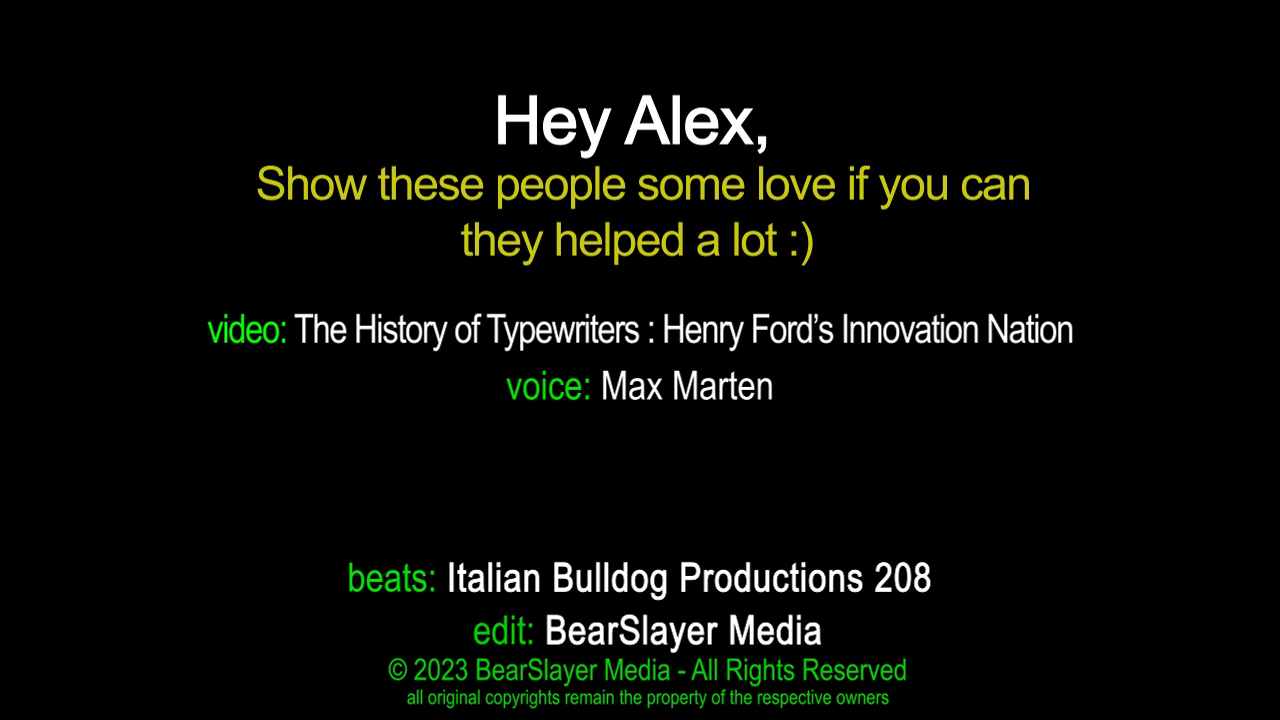 Hey Alex,
Show these people some love if you can
they helped a lot :)
video: The History of Typewriters : Henry Ford’s Innovation Nation
voice: Max Marten
beats: Italian Bulldog Productions 208
edit: BearSlayer Media
© 2023 BearSlayer Media - All Rights Reserved
all original copyrights remain the property of the respective owners